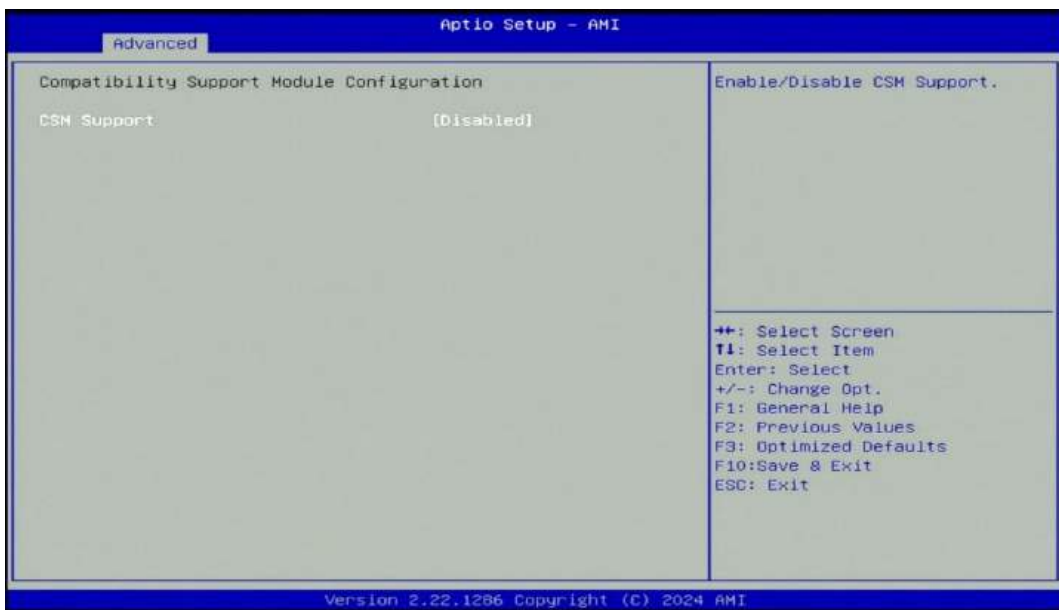 Aptio Setup - AMI
Advanced
Compatibility Support Module Configuration
CSM Support [Disabled]
Enable/Disable CSM Support.
→←: Select Screen
↑↓: Select Item
Enter: Select
+/-: Change Opt.
F1: General Help
F2: Previous Values
F3: Optimized Defaults
F10:Save & Exit
ESC: Exit
Version 2.22.1286 Copyright (C) 2024 AMI